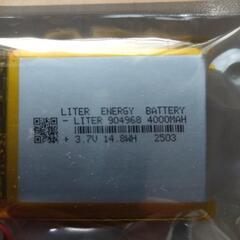 LITER ENERGY BATTERY
- LITER 904968 4000MAH
+ 3.7V 14.8WH 2503